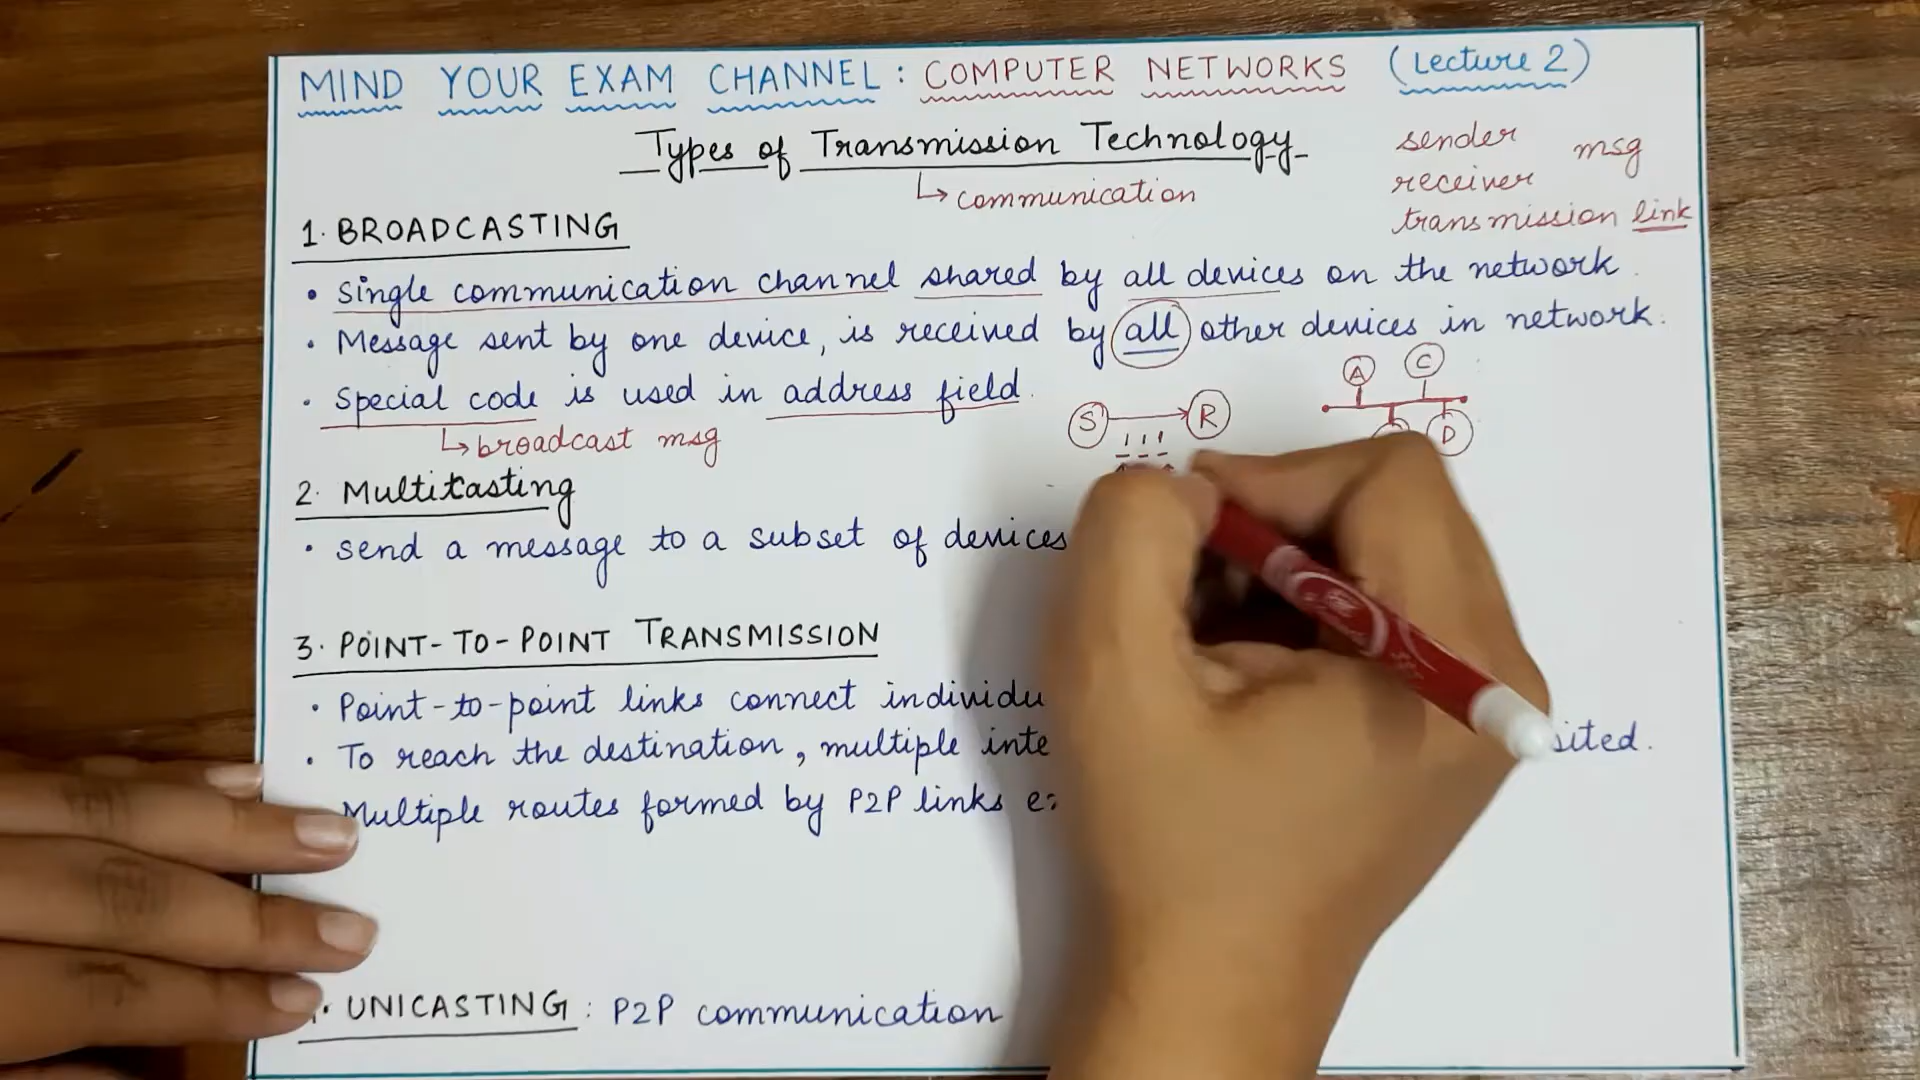 MIND YOUR EXAM CHANNEL : COMPUTER NETWORKS (Lecture 2)
Types of Transmission Technology
↳ communication
sender msg
receiver
transmission link
1. BROADCASTING
• Single communication channel shared by all devices on the network.
• Message sent by one device, is received by all other devices in network.
• Special code is used in address field.
↳ broadcast msg
S R
A C
D
2. Multicasting
• send a message to a subset of devices
3. POINT-TO-POINT TRANSMISSION
• Point-to-point links connect
• To reach the destination, multiple
Multiple routes formed by P2P links
UNICASTING : P2P communication